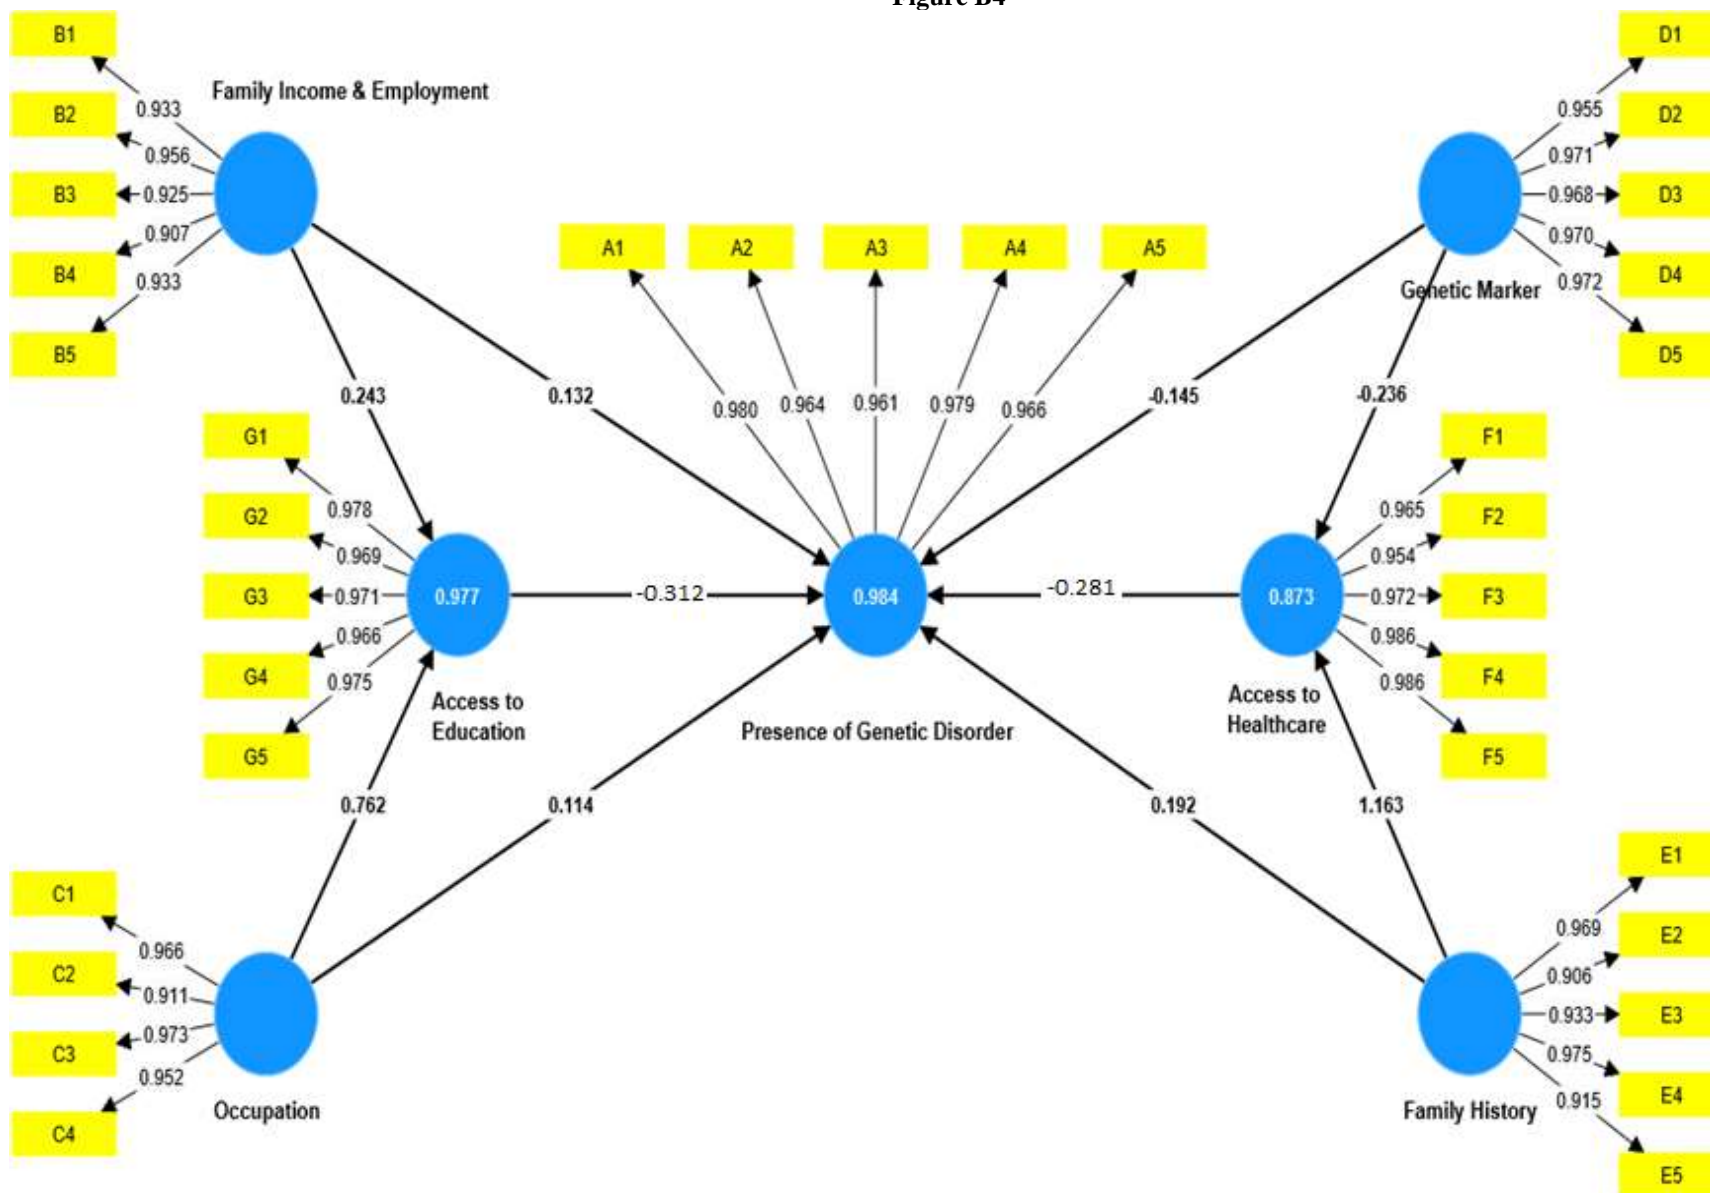 Figure B4
B1
D1
Family Income & Employment
0.933
0.955
B2
D2
0.956
0.971
B3
0.925
0.968
D3
0.907
0.970
A1
A2
A3
A4
A5
B4
D4
0.933
0.972
Genetic Marker
B5
D5
0.243
0.132
0.980
0.964
0.961
0.979
0.966
-0.145
-0.236
G1
F1
0.978
0.965
G2
F2
0.969
0.954
G3
0.971
0.977
-0.312
0.984
-0.281
0.873
0.972
F3
0.966
0.986
G4
F4
0.975
0.986
Access to
Education
Presence of Genetic Disorder
Access to
Healthcare
G5
F5
0.762
0.114
0.192
1.163
C1
E1
0.966
0.969
C2
E2
0.911
0.906
0.973
0.933
E3
C3
0.975
0.952
E4
0.915
Occupation
Family History
C4
E5